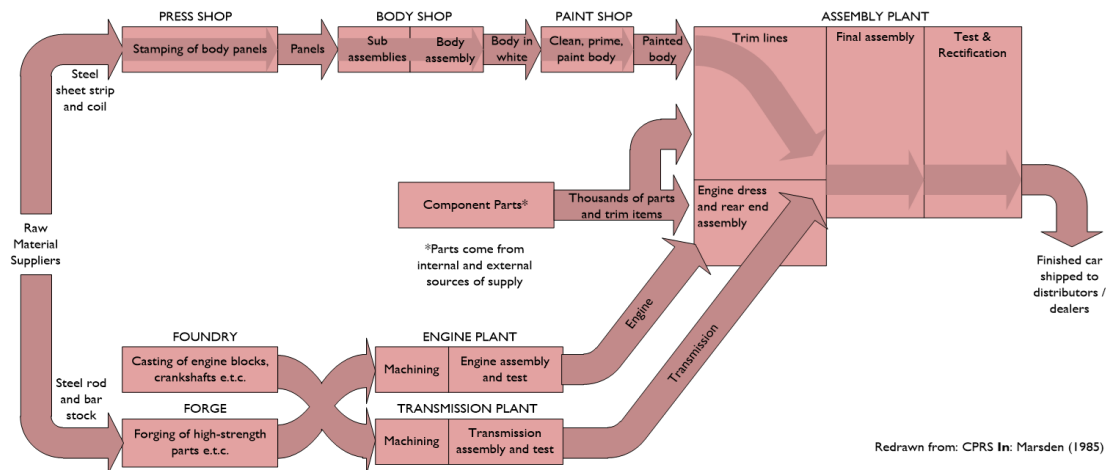 PRESS SHOP
Stamping of body panels
Panels
BODY SHOP
Sub
assemblies
Body
assembly
Body in
white
PAINT SHOP
Clean, prime,
paint body
Painted
body
ASSEMBLY PLANT
Trim lines
Final assembly
Test &
Rectification
Steel
sheet strip
and coil
Component Parts*
Thousands of parts
and trim items
Engine dress
and rear end
assembly
*Parts come from
internal and external
sources of supply
Raw
Material
Suppliers
Finished car
shipped to
distributors /
dealers
Engine
Transmission
FOUNDRY
Casting of engine blocks,
crankshafts e.t.c.
ENGINE PLANT
Machining
Engine assembly
and test
Steel rod
and bar
stock
FORGE
Forging of high-strength
parts e.t.c.
TRANSMISSION PLANT
Machining
Transmission
assembly and test
Redrawn from: CPRS In: Marsden (1985)